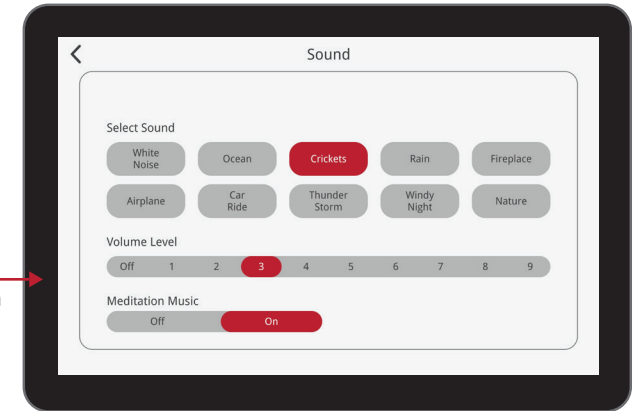 Sound
Select Sound
White Noise
Ocean
Crickets
Rain
Fireplace
Airplane
Car Ride
Thunder Storm
Windy Night
Nature
Volume Level
Off 1 2 3 4 5 6 7 8 9
Meditation Music
Off On